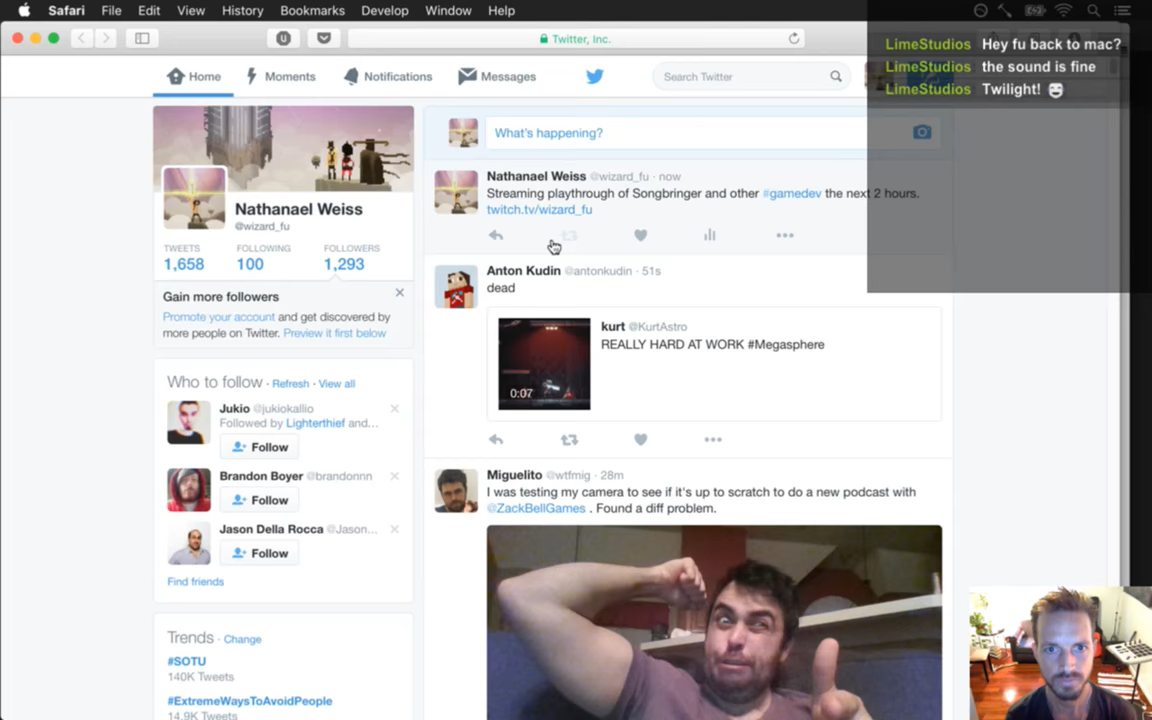 Safari File Edit View History Bookmarks Develop Window Help
Twitter, Inc.
LimeStudios Hey fu back to mac?
LimeStudios the sound is fine
LimeStudios Twilight!
Home Moments Notifications Messages Search Twitter
What's happening?
Nathanael Weiss
@wizard_fu
TWEETS FOLLOWING FOLLOWERS
1,658 100 1,293
Gain more followers
Promote your account and get discovered by
more people on Twitter. Preview it first below
Who to follow · Refresh · View all
Jukio @jukiokallio
Followed by Lighterthief and...
Follow
Brandon Boyer @brandonnn
Follow
Jason Della Rocca @Jason...
Follow
Find friends
Trends · Change
#SOTU
140K Tweets
#ExtremeWaysToAvoidPeople
14.9K Tweets
Nathanael Weiss @wizard_fu · now
Streaming playthrough of Songbringer and other #gamedev the next 2 hours.
twitch.tv/wizard_fu
Anton Kudin @antonkudin · 51s
dead
kurt @KurtAstro
REALLY HARD AT WORK #Megasphere
0:07
Miguelito @wtfmig · 28m
I was testing my camera to see if it's up to scratch to do a new podcast with
@ZackBellGames . Found a diff problem.